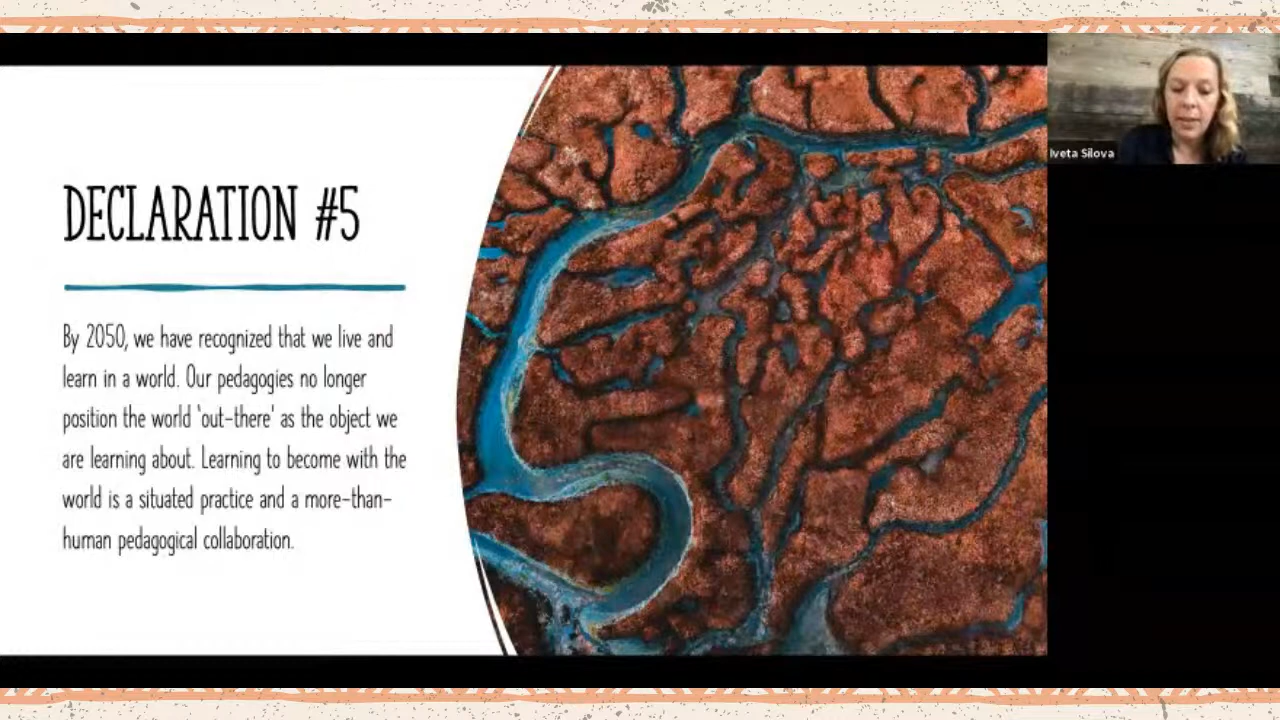 DECLARATION #5
By 2050, we have recognized that we live and
learn in a world. Our pedagogies no longer
position the world 'out-there' as the object we
are learning about. Learning to become with the
world is a situated practice and a more-than-
human pedagogical collaboration.
Iveta Silova